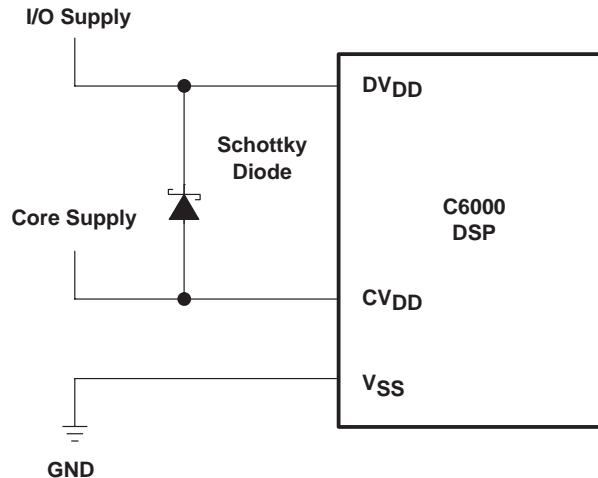 I/O Supply
DVDD
Schottky
Diode
C6000
DSP
Core Supply
CVDD
VSS
GND